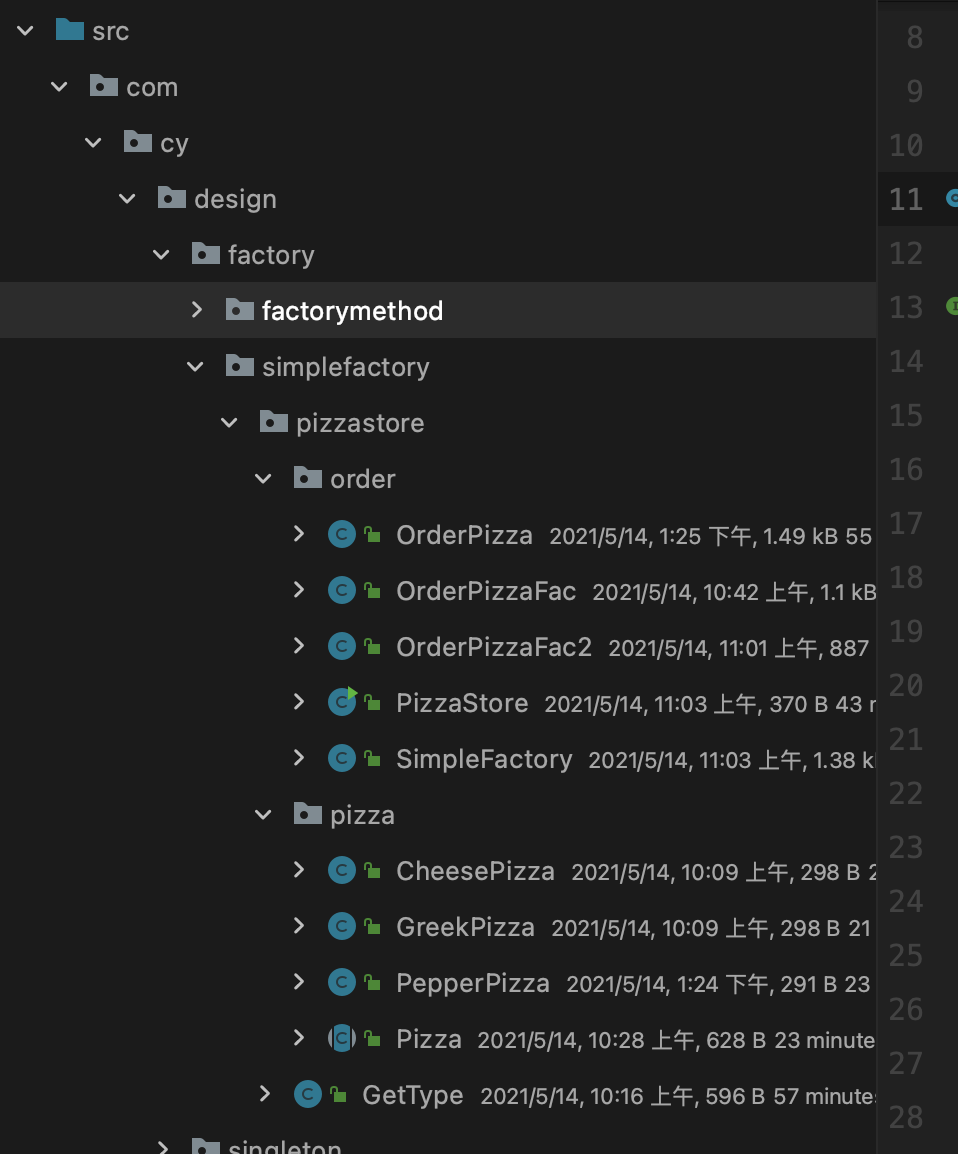 src
com
cy
design
factory
factorymethod
simplefactory
pizzastore
order
OrderPizza 2021/5/14, 1:25 下午, 1.49 kB 55
OrderPizzaFac 2021/5/14, 10:42 上午, 1.1 kB
OrderPizzaFac2 2021/5/14, 11:01 上午, 887
PizzaStore 2021/5/14, 11:03 上午, 370 B 43
SimpleFactory 2021/5/14, 11:03 上午, 1.38 k
pizza
CheesePizza 2021/5/14, 10:09 上午, 298 B 2
GreekPizza 2021/5/14, 10:09 上午, 298 B 21
PepperPizza 2021/5/14, 1:24 下午, 291 B 23
Pizza 2021/5/14, 10:28 上午, 628 B 23 minute
GetType 2021/5/14, 10:16 上午, 596 B 57 minutes
singleton
8
9
10
11
12
13
14
15
16
17
18
19
20
21
22
23
24
25
26
27
28